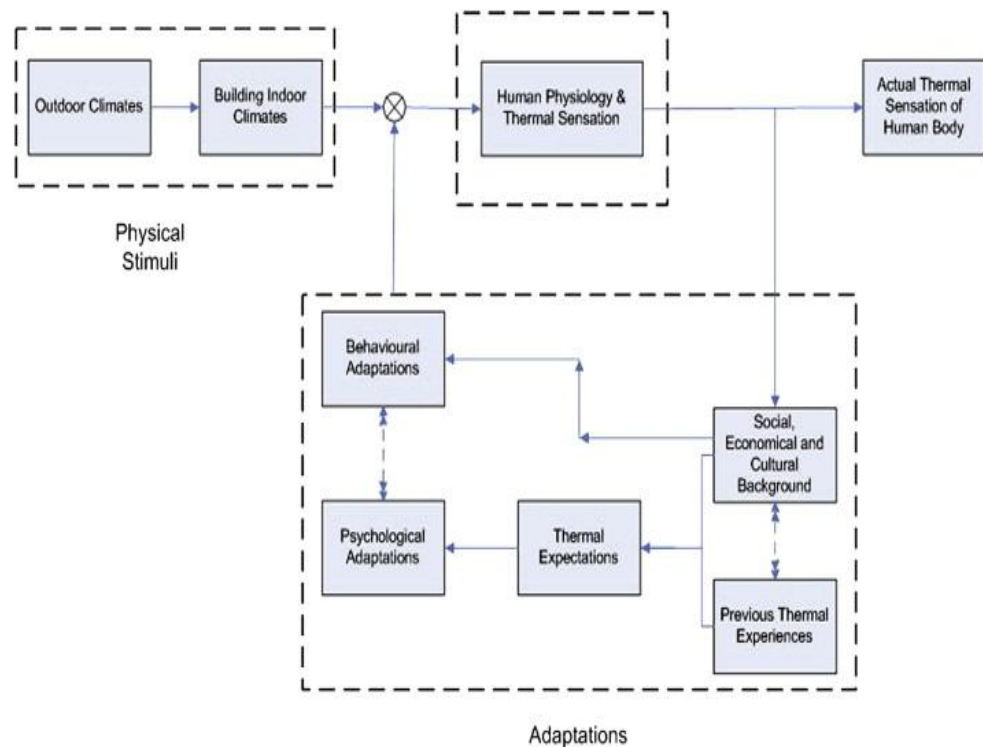 Outdoor Climates
Building Indoor
Climates
Human Physiology &
Thermal Sensation
Actual Thermal
Sensation of
Human Body
Physical
Stimuli
Behavioural
Adaptations
Social,
Economical and
Cultural
Background
Psychological
Adaptations
Thermal
Expectations
Previous Thermal
Experiences
Adaptations